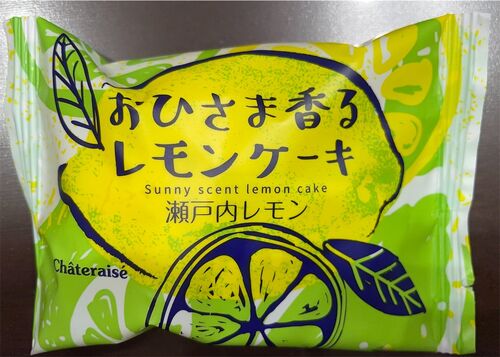 おひさま香る
レモンケーキ
Sunny scent lemon cake
瀬戸内レモン
Châteraisé